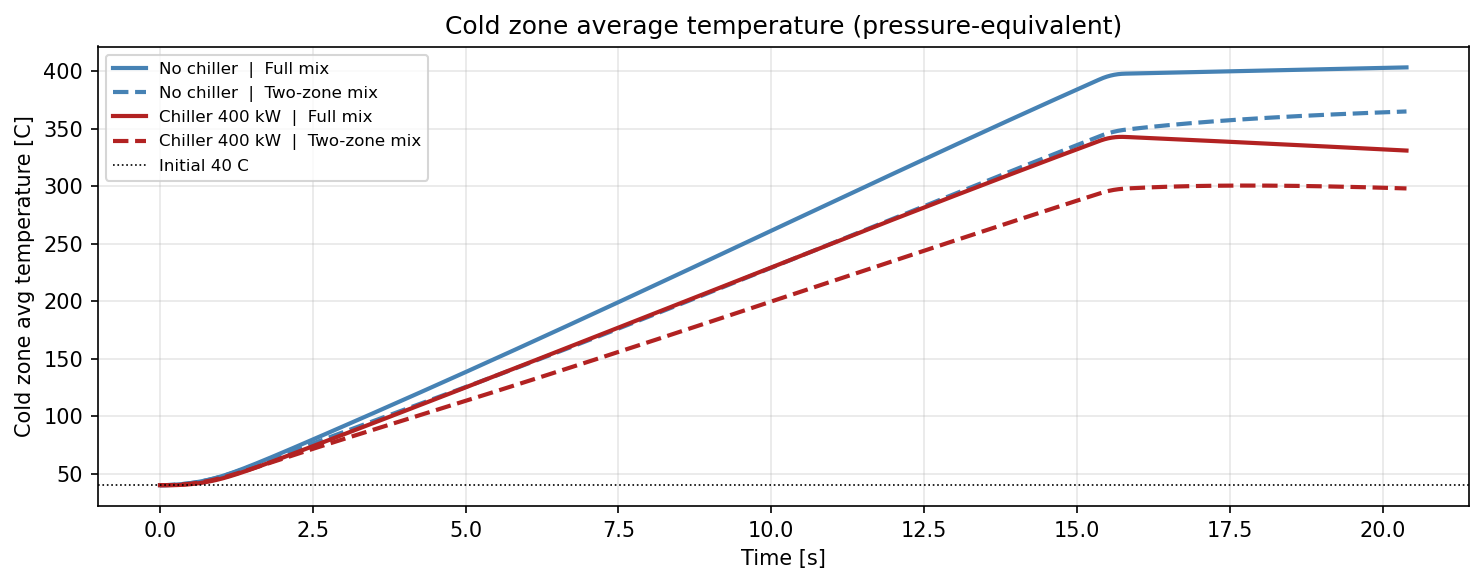 Cold zone average temperature (pressure-equivalent)
Cold zone avg temperature [C]
400
350
300
250
200
150
100
50
No chiller | Full mix
No chiller | Two-zone mix
Chiller 400 kW | Full mix
Chiller 400 kW | Two-zone mix
Initial 40 C
0.0 2.5 5.0 7.5 10.0 12.5 15.0 17.5 20.0
Time [s]